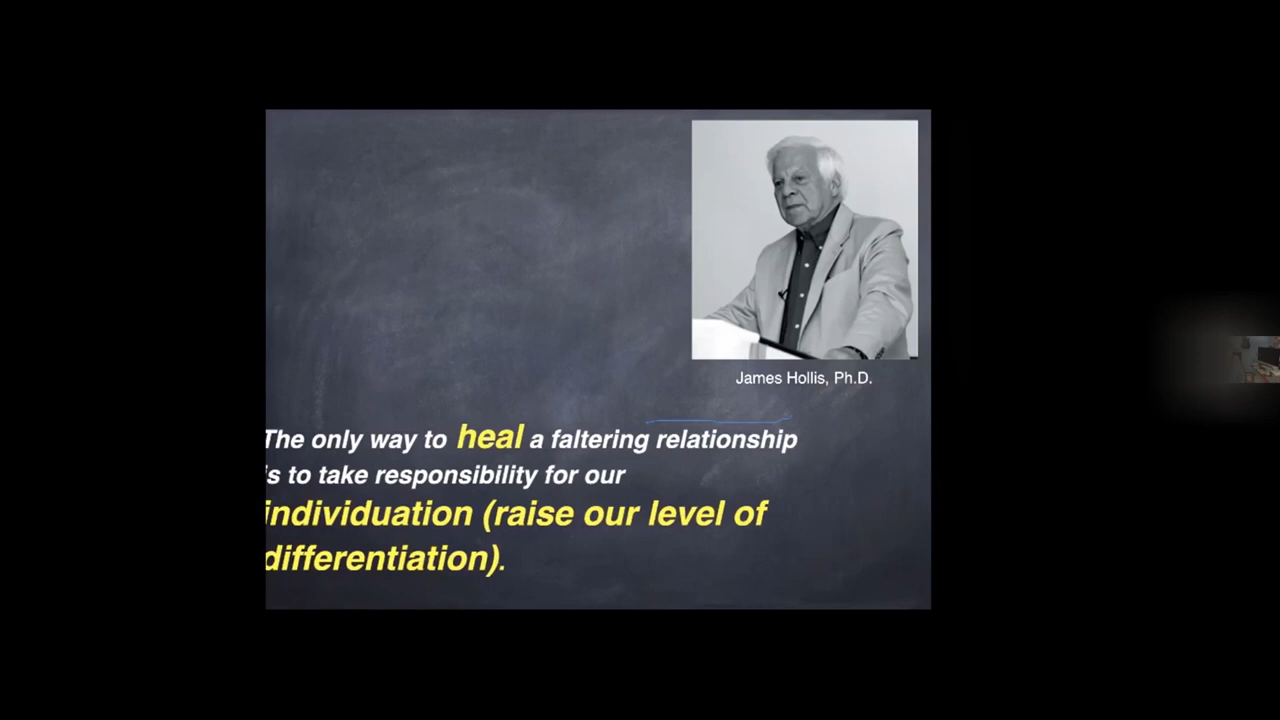 James Hollis, Ph.D.
The only way to heal a faltering relationship
is to take responsibility for our
individuation (raise our level of
differentiation).